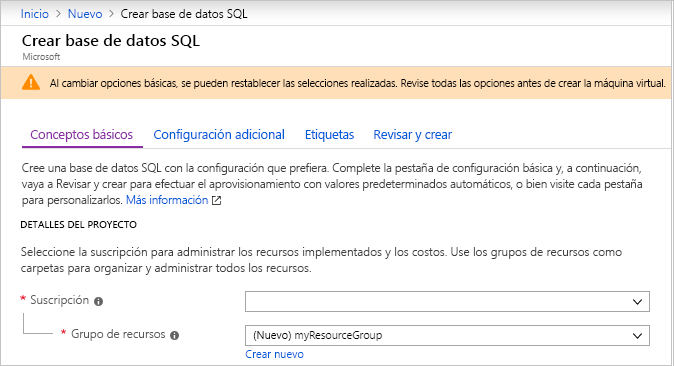 Inicio > Nuevo > Crear base de datos SQL
Crear base de datos SQL
Microsoft
Al cambiar opciones básicas, se pueden restablecer las selecciones realizadas. Revise todas las opciones antes de crear la máquina virtual.
Conceptos básicos Configuración adicional Etiquetas Revisar y crear
Cree una base de datos SQL con la configuración que prefiera. Complete la pestaña de configuración básica y, a continuación,
vaya a Revisar y crear para efectuar el aprovisionamiento con valores predeterminados automáticos, o bien visite cada pestaña
para personalizarlos. Más información
DETALLES DEL PROYECTO
Seleccione la suscripción para administrar los recursos implementados y los costos. Use los grupos de recursos como
carpetas para organizar y administrar todos los recursos.
* Suscripción
* Grupo de recursos (Nuevo) myResourceGroup
Crear nuevo